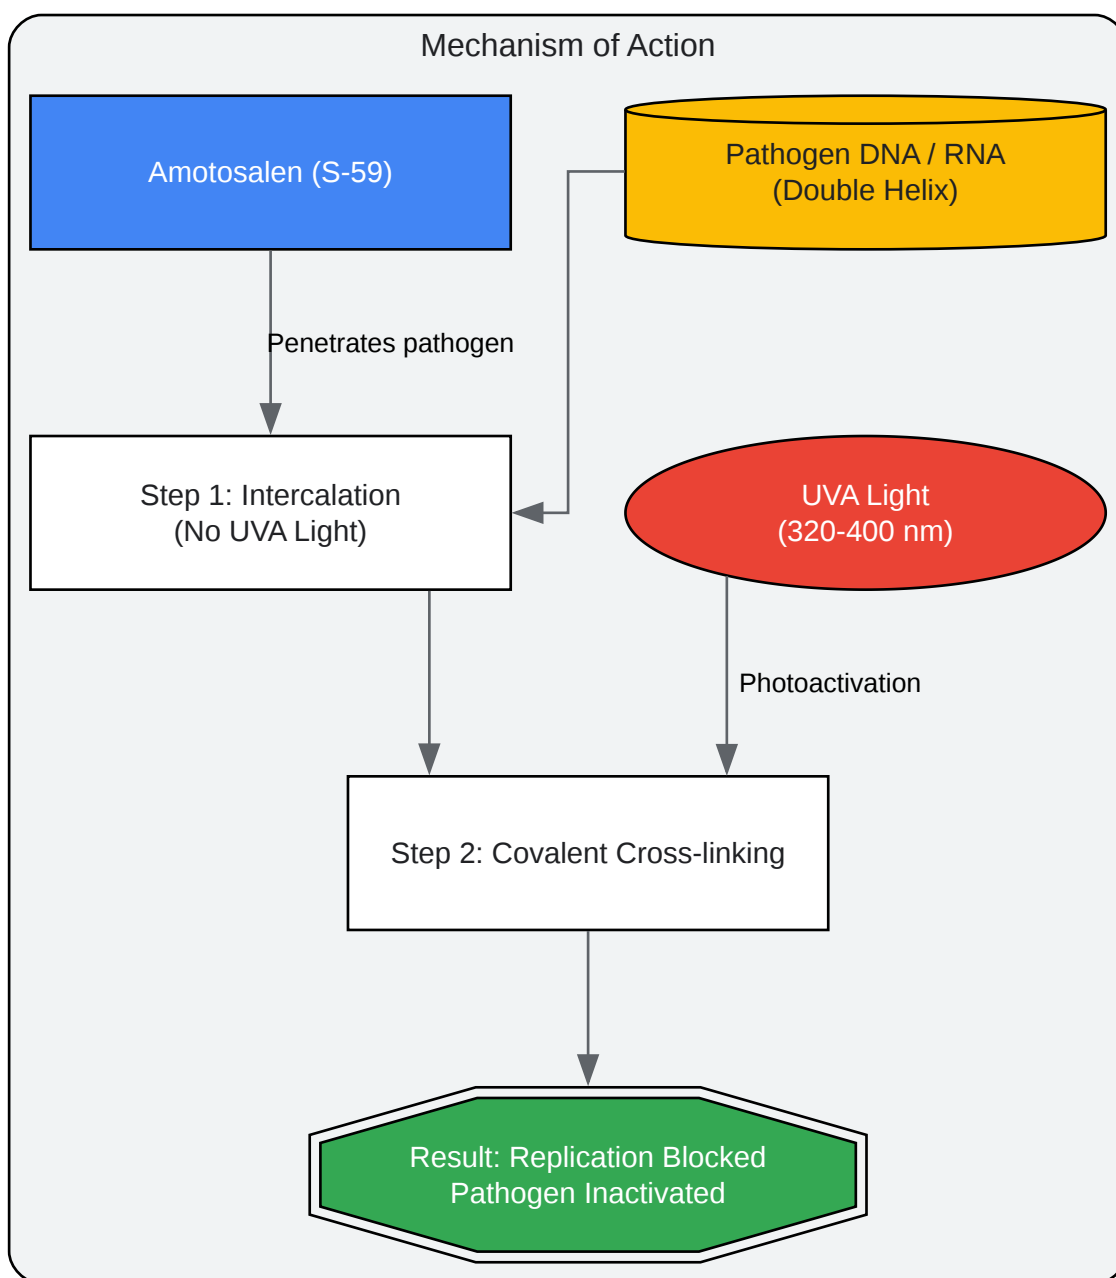 Mechanism of Action
Amotosalen (S-59)
Pathogen DNA / RNA
(Double Helix)
Penetrates pathogen
Step 1: Intercalation
(No UVA Light)
UVA Light
(320-400 nm)
Photoactivation
Step 2: Covalent Cross-linking
Result: Replication Blocked
Pathogen Inactivated